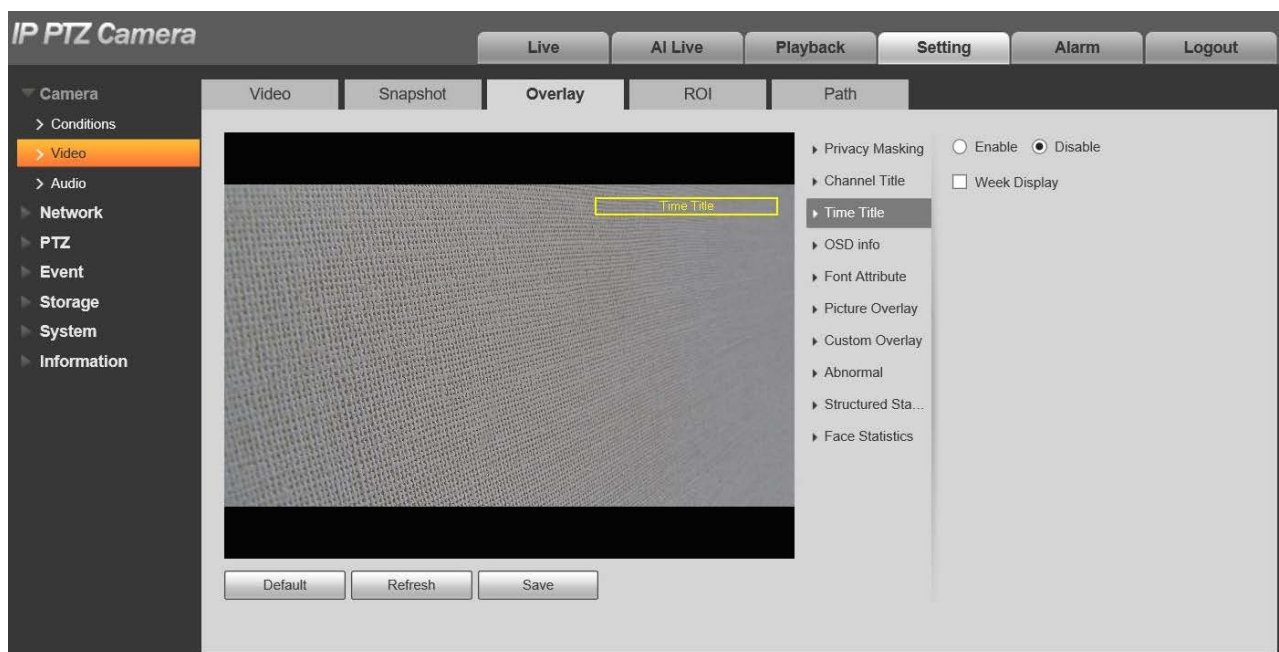 IP PTZ Camera
Live AI Live Playback Setting Alarm Logout
Camera
Conditions
Video
Audio
Network
PTZ
Event
Storage
System
Information
Video Snapshot Overlay ROI Path
Time Title
Default Refresh Save
Privacy Masking
Channel Title
Time Title
OSD info
Font Attribute
Picture Overlay
Custom Overlay
Abnormal
Structured Sta...
Face Statistics
Enable Disable
Week Display